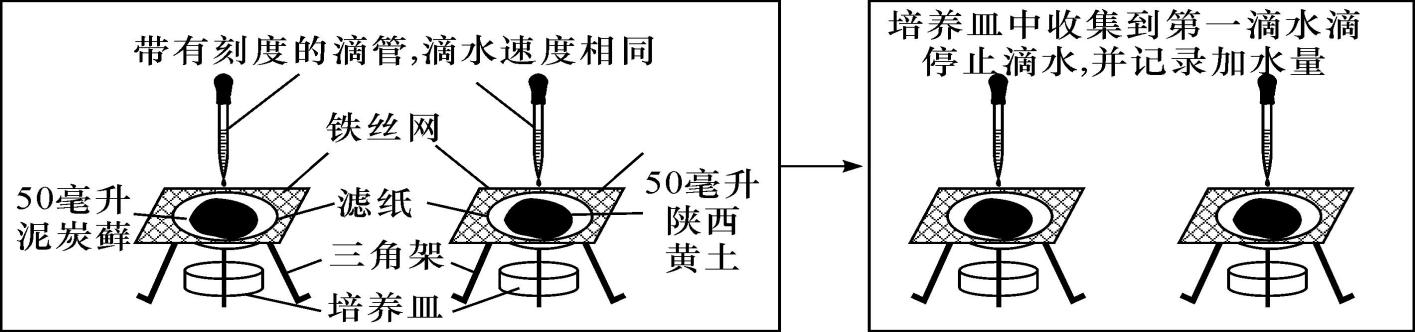 带有刻度的滴管,滴水速度相同
铁丝网
50毫升
泥炭藓
滤纸
50毫升
陕西
黄土
三角架
培养皿
培养皿中收集到第一滴水滴
停止滴水,并记录加水量